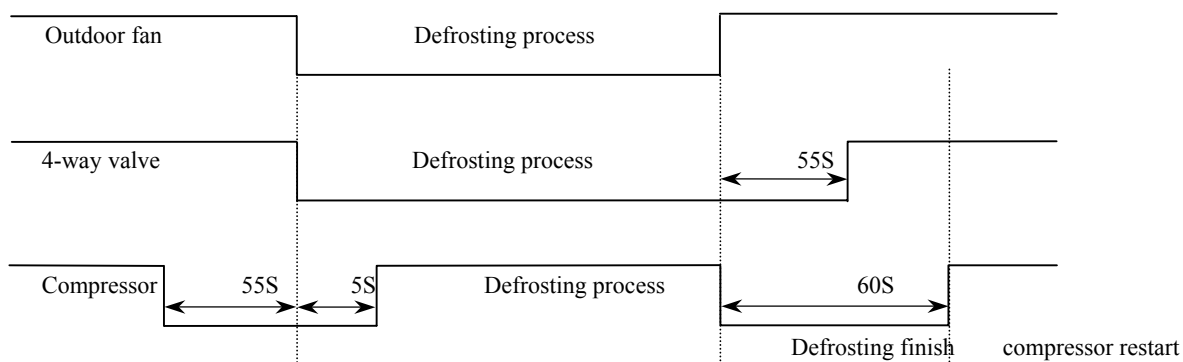 Outdoor fan Defrosting process
4-way valve Defrosting process 55S
Compressor 55S 5S Defrosting process 60S
Defrosting finish compressor restart